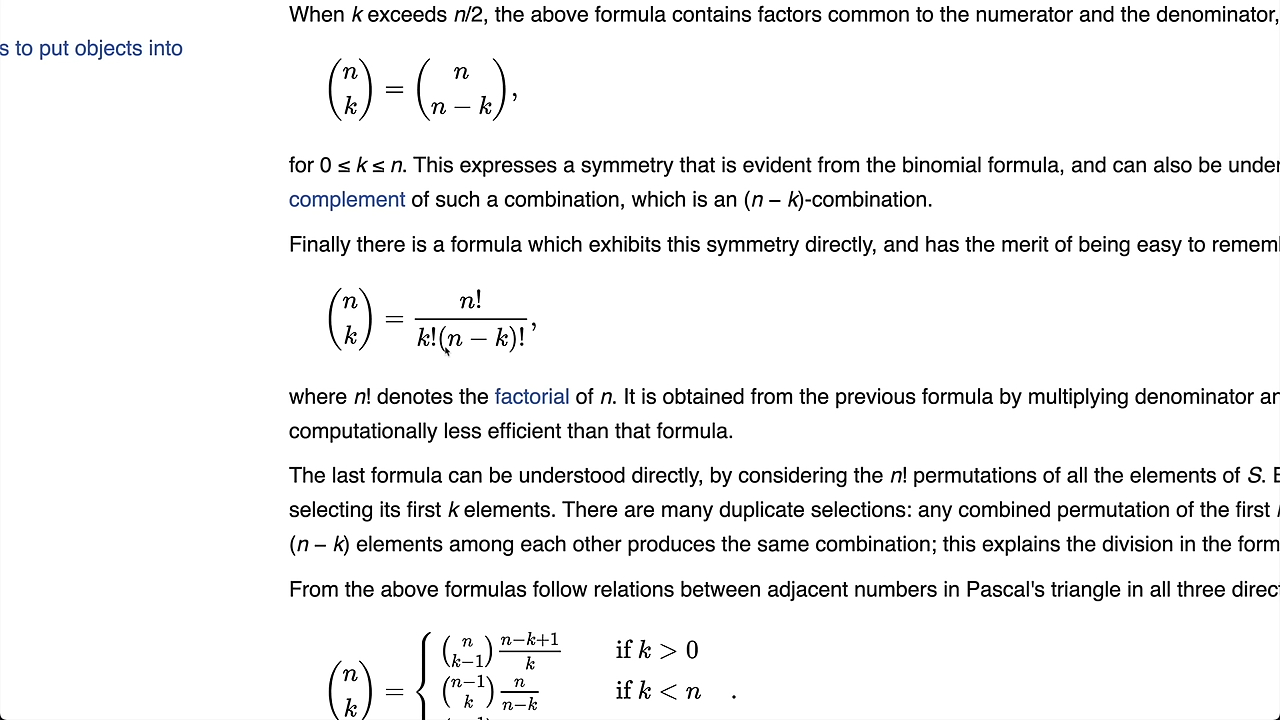 When k exceeds n/2, the above formula contains factors common to the numerator and the denominator,
s to put objects into
(n k) = (n n − k),
for 0 ≤ k ≤ n. This expresses a symmetry that is evident from the binomial formula, and can also be under
complement of such a combination, which is an (n − k)-combination.
Finally there is a formula which exhibits this symmetry directly, and has the merit of being easy to remem
(n k) = n! / k!(n − k)!,
where n! denotes the factorial of n. It is obtained from the previous formula by multiplying denominator an
computationally less efficient than that formula.
The last formula can be understood directly, by considering the n! permutations of all the elements of S. E
selecting its first k elements. There are many duplicate selections: any combined permutation of the first
(n − k) elements among each other produces the same combination; this explains the division in the form
From the above formulas follow relations between adjacent numbers in Pascal's triangle in all three direc
(n k) = { (n k−1) n−k+1 / k if k > 0
(n−1 k) n / n−k if k < n .